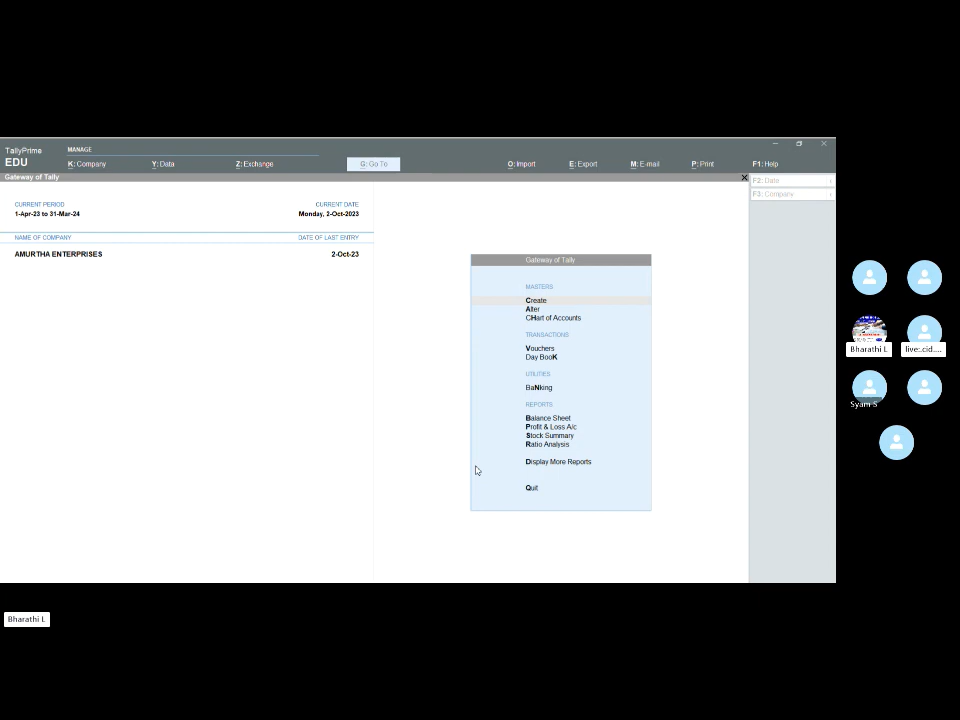 TallyPrime
EDU
MANAGE
K: Company
Y: Data
Z: Exchange
G: Go To
O: Import
E: Export
M: E-mail
P: Print
F1: Help
Gateway of Tally
X
F2: Date
F3: Company
CURRENT PERIOD
CURRENT DATE
1-Apr-23 to 31-Mar-24
Monday, 2-Oct-2023
NAME OF COMPANY
DATE OF LAST ENTRY
AMURTHA ENTERPRISES
2-Oct-23
Gateway of Tally
MASTERS
Create
Alter
CHart of Accounts
TRANSACTIONS
Vouchers
Day BooK
UTILITIES
BaNking
REPORTS
Balance Sheet
Profit & Loss A/c
Stock Summary
Ratio Analysis
Display More Reports
Quit
Bharathi L
live:.cid....
Syam S
Bharathi L